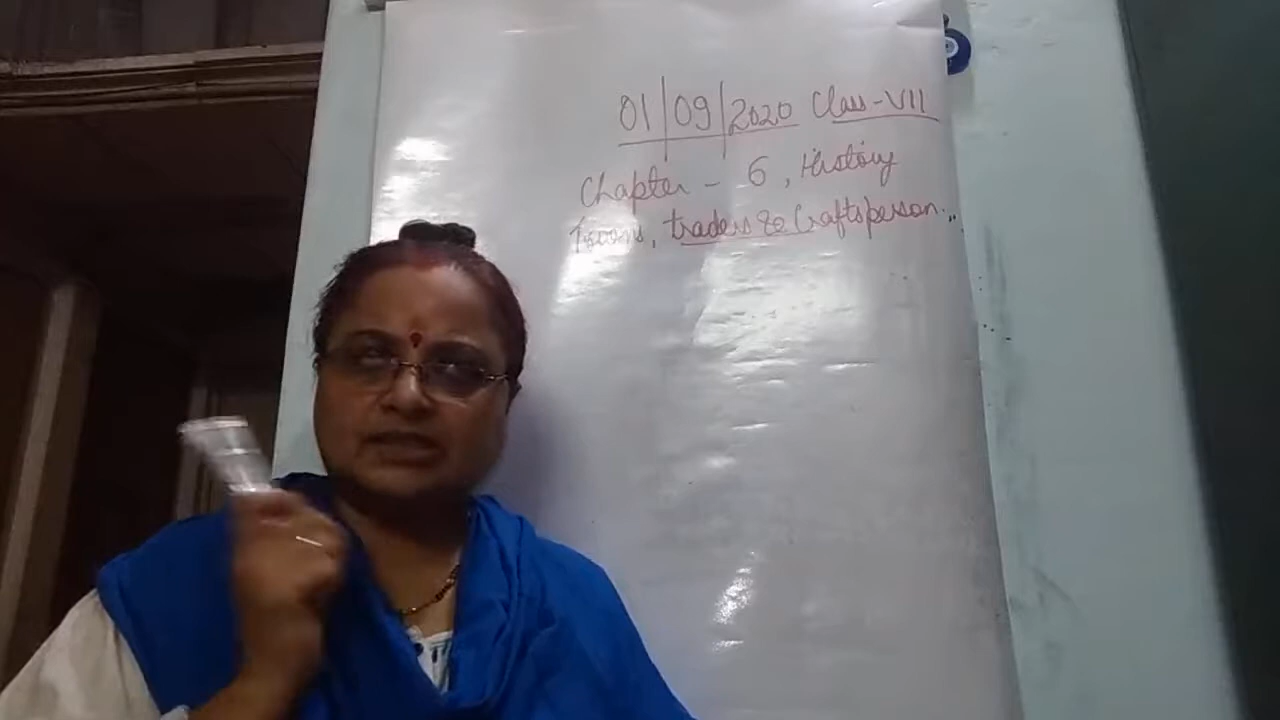 01/09/2020 Class-VII
Chapter - 6, History
Towns, traders & Craftsperson...